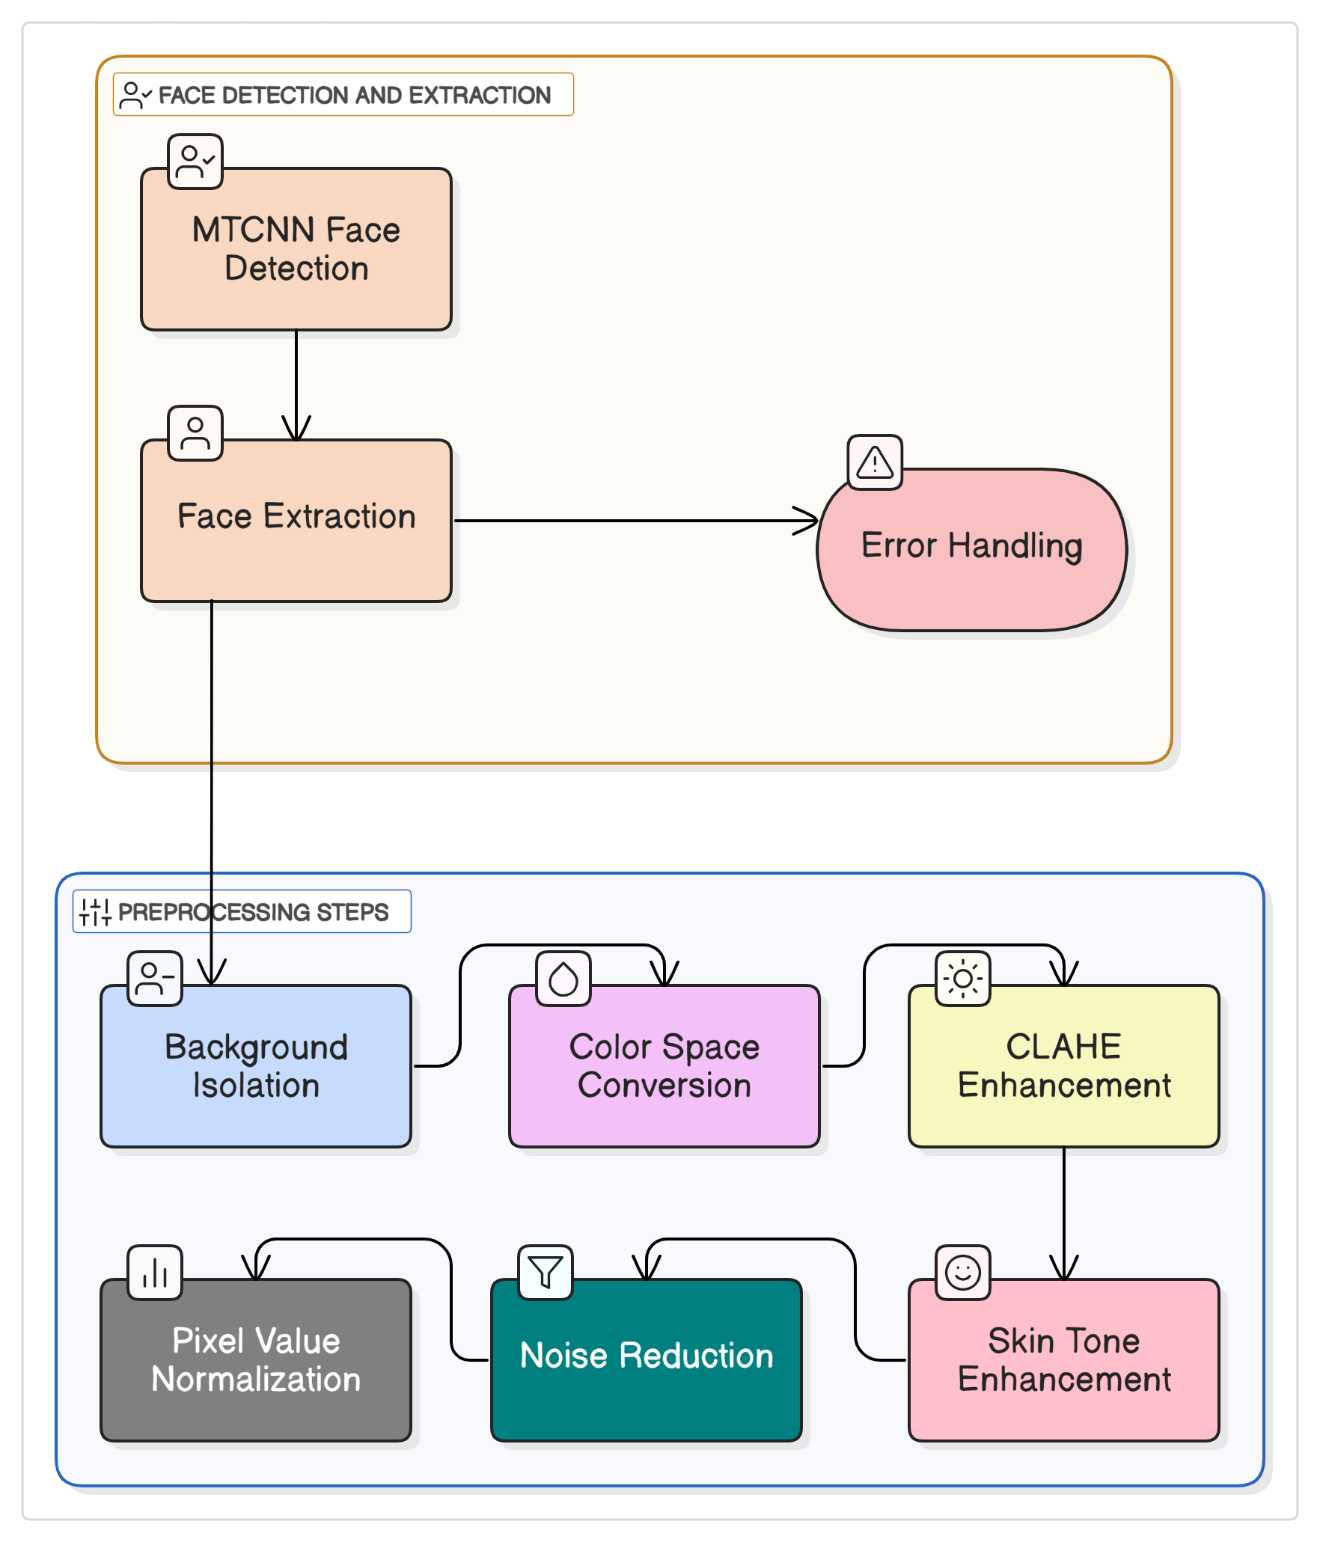 FACE DETECTION AND EXTRACTION
MTCNN Face
Detection
Face Extraction
Error Handling
PREPROCESSING STEPS
Background
Isolation
Color Space
Conversion
CLAHE
Enhancement
Pixel Value
Normalization
Noise Reduction
Skin Tone
Enhancement